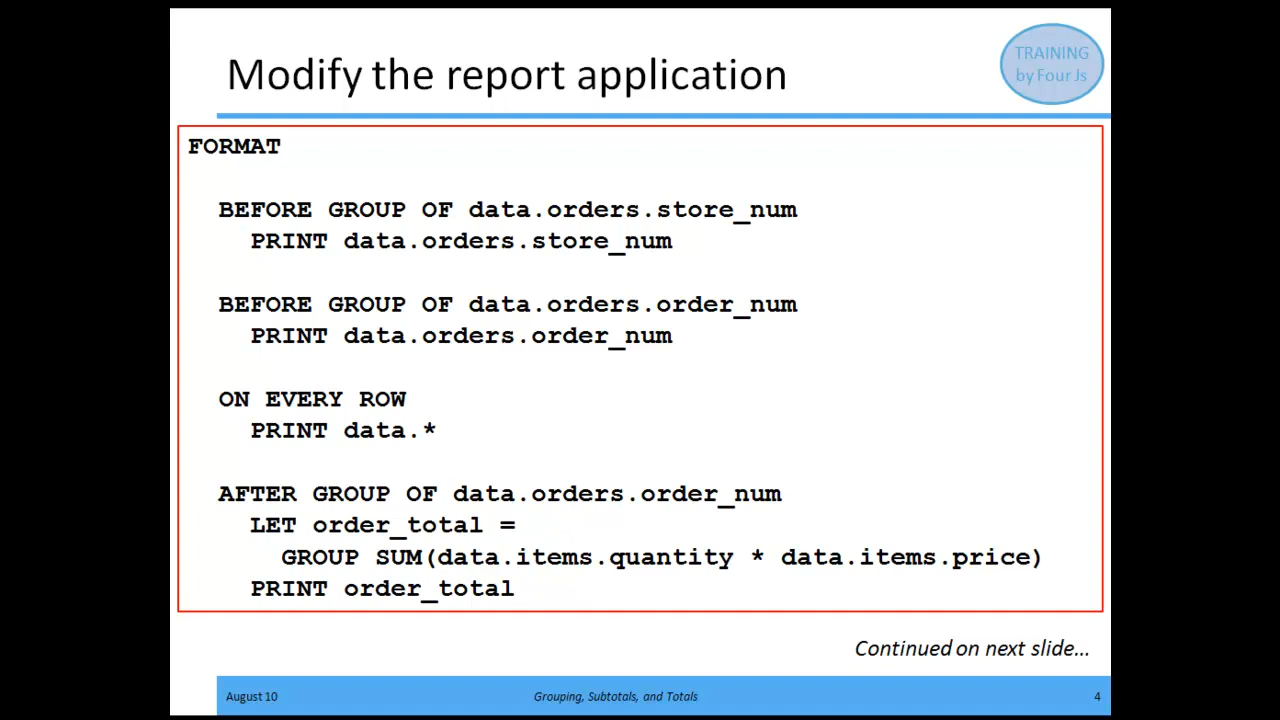 Modify the report application
TRAINING
by Four Js
FORMAT
BEFORE GROUP OF data.orders.store_num
PRINT data.orders.store_num
BEFORE GROUP OF data.orders.order_num
PRINT data.orders.order_num
ON EVERY ROW
PRINT data.*
AFTER GROUP OF data.orders.order_num
LET order_total =
GROUP SUM(data.items.quantity * data.items.price)
PRINT order_total
Continued on next slide…
August 10
Grouping, Subtotals, and Totals
4